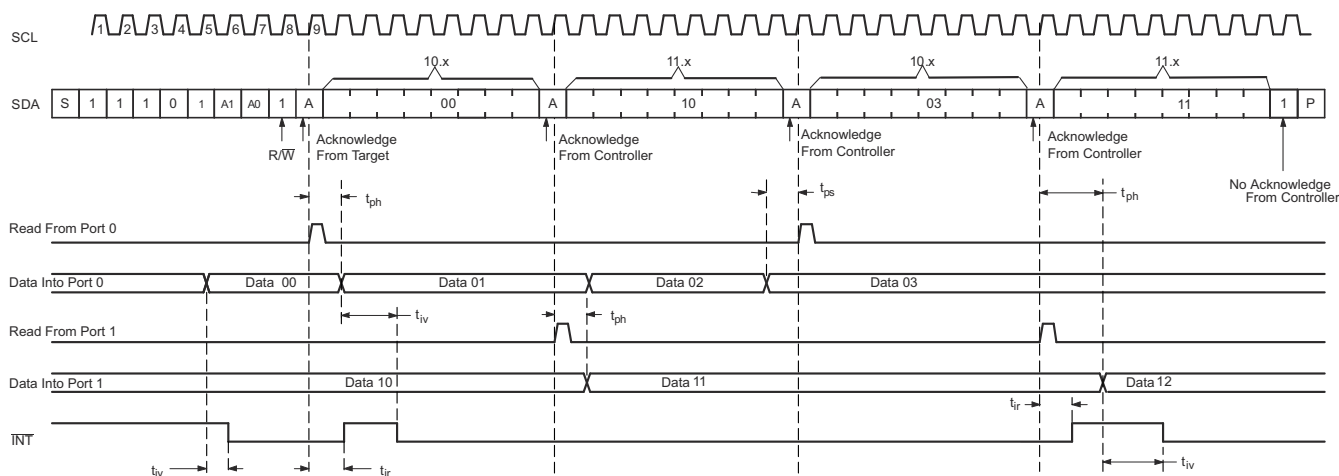 SCL 1 2 3 4 5 6 7 8 9
10.x 11.x 10.x 11.x
SDA S 1 1 1 0 1 A1 A0 1 A 00 A 10 A 03 A 11 1 P
R/W̅ Acknowledge From Target
Acknowledge From Controller
Acknowledge From Controller
Acknowledge From Controller
No Acknowledge From Controller
tph tps tph
Read From Port 0
Data Into Port 0 Data 00 Data 01 Data 02 Data 03
tiv tph
Read From Port 1
Data Into Port 1 Data 10 Data 11 Data 12
tir
I̅N̅T̅
tiv tir tiv